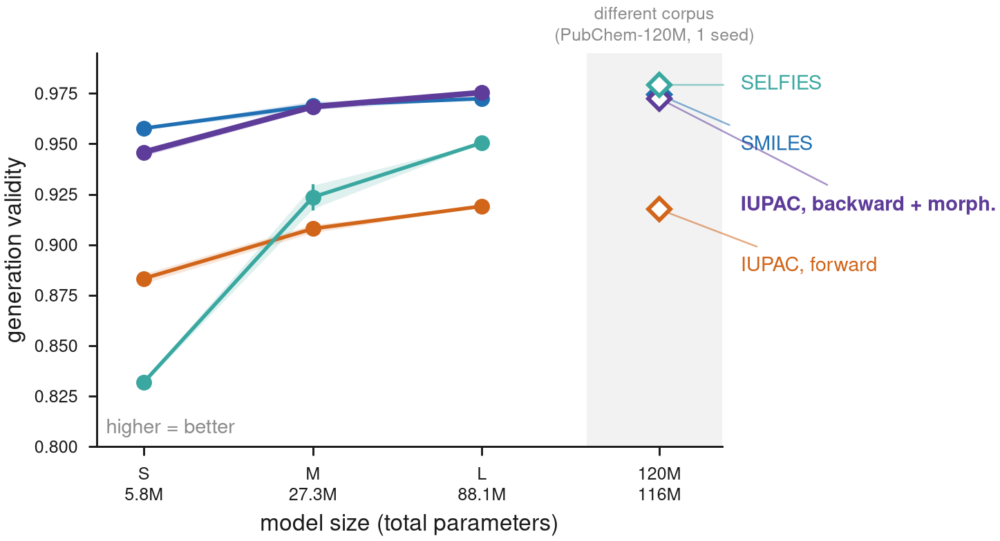 different corpus
(PubChem-120M, 1 seed)
SELFIES
SMILES
IUPAC, backward + morph.
IUPAC, forward
generation validity
0.975
0.950
0.925
0.900
0.875
0.850
0.825
0.800
higher = better
S
5.8M
M
27.3M
L
88.1M
120M
116M
model size (total parameters)